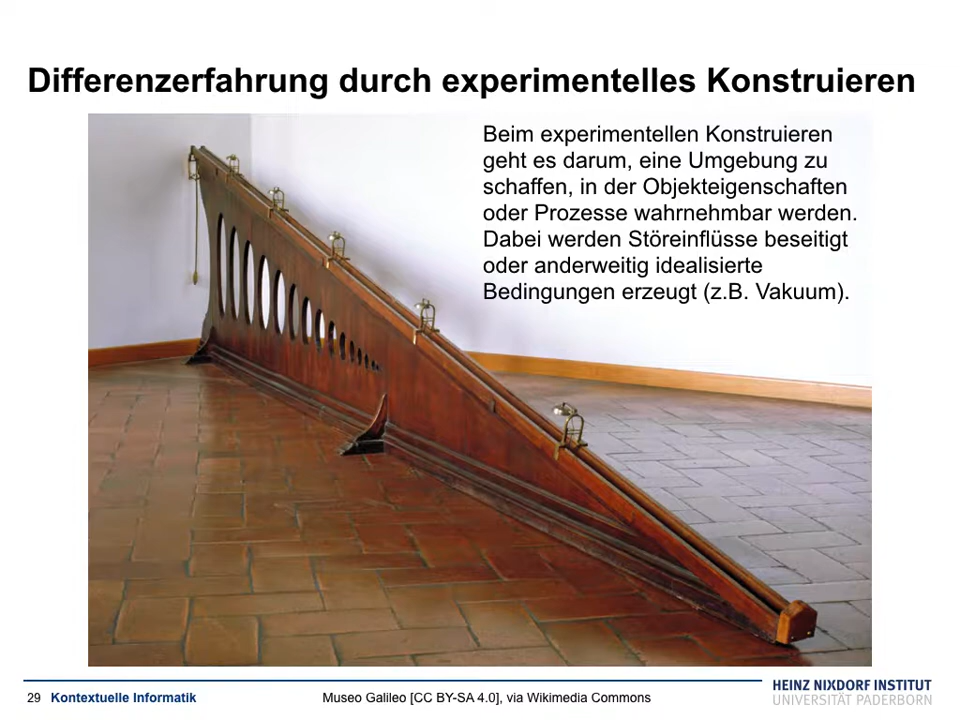 Differenzerfahrung durch experimentelles Konstruieren
Beim experimentellen Konstruieren
geht es darum, eine Umgebung zu
schaffen, in der Objekteigenschaften
oder Prozesse wahrnehmbar werden.
Dabei werden Störeinflüsse beseitigt
oder anderweitig idealisierte
Bedingungen erzeugt (z.B. Vakuum).
29 Kontextuelle Informatik
Museo Galileo [CC BY-SA 4.0], via Wikimedia Commons
HEINZ NIXDORF INSTITUT
UNIVERSITÄT PADERBORN